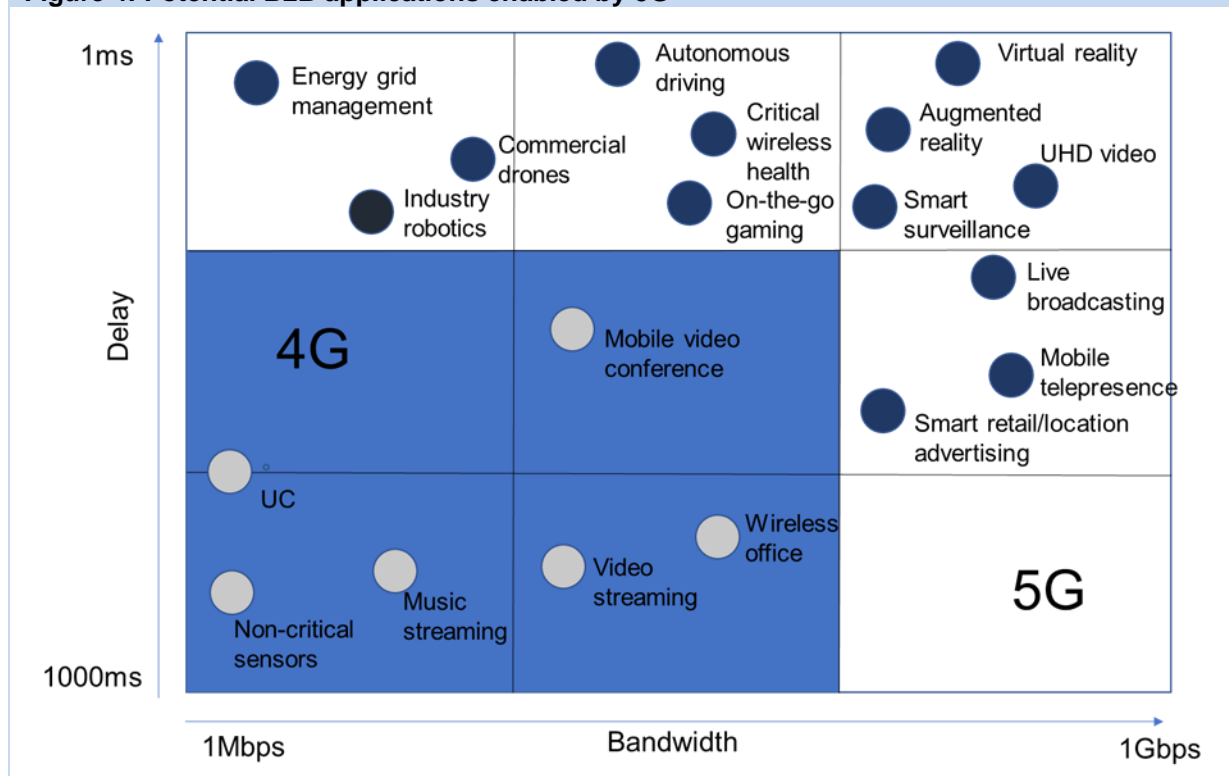 1ms
Energy grid
management
Autonomous
driving
Virtual reality
Commercial
drones
Critical
wireless
health
Augmented
reality
UHD video
Industry
robotics
On-the-go
gaming
Smart
surveillance
Live
broadcasting
Delay
4G
Mobile video
conference
Mobile
telepresence
Smart retail/location
advertising
UC
Wireless
office
Video
streaming
Music
streaming
Non-critical
sensors
5G
1000ms
1Mbps
Bandwidth
1Gbps